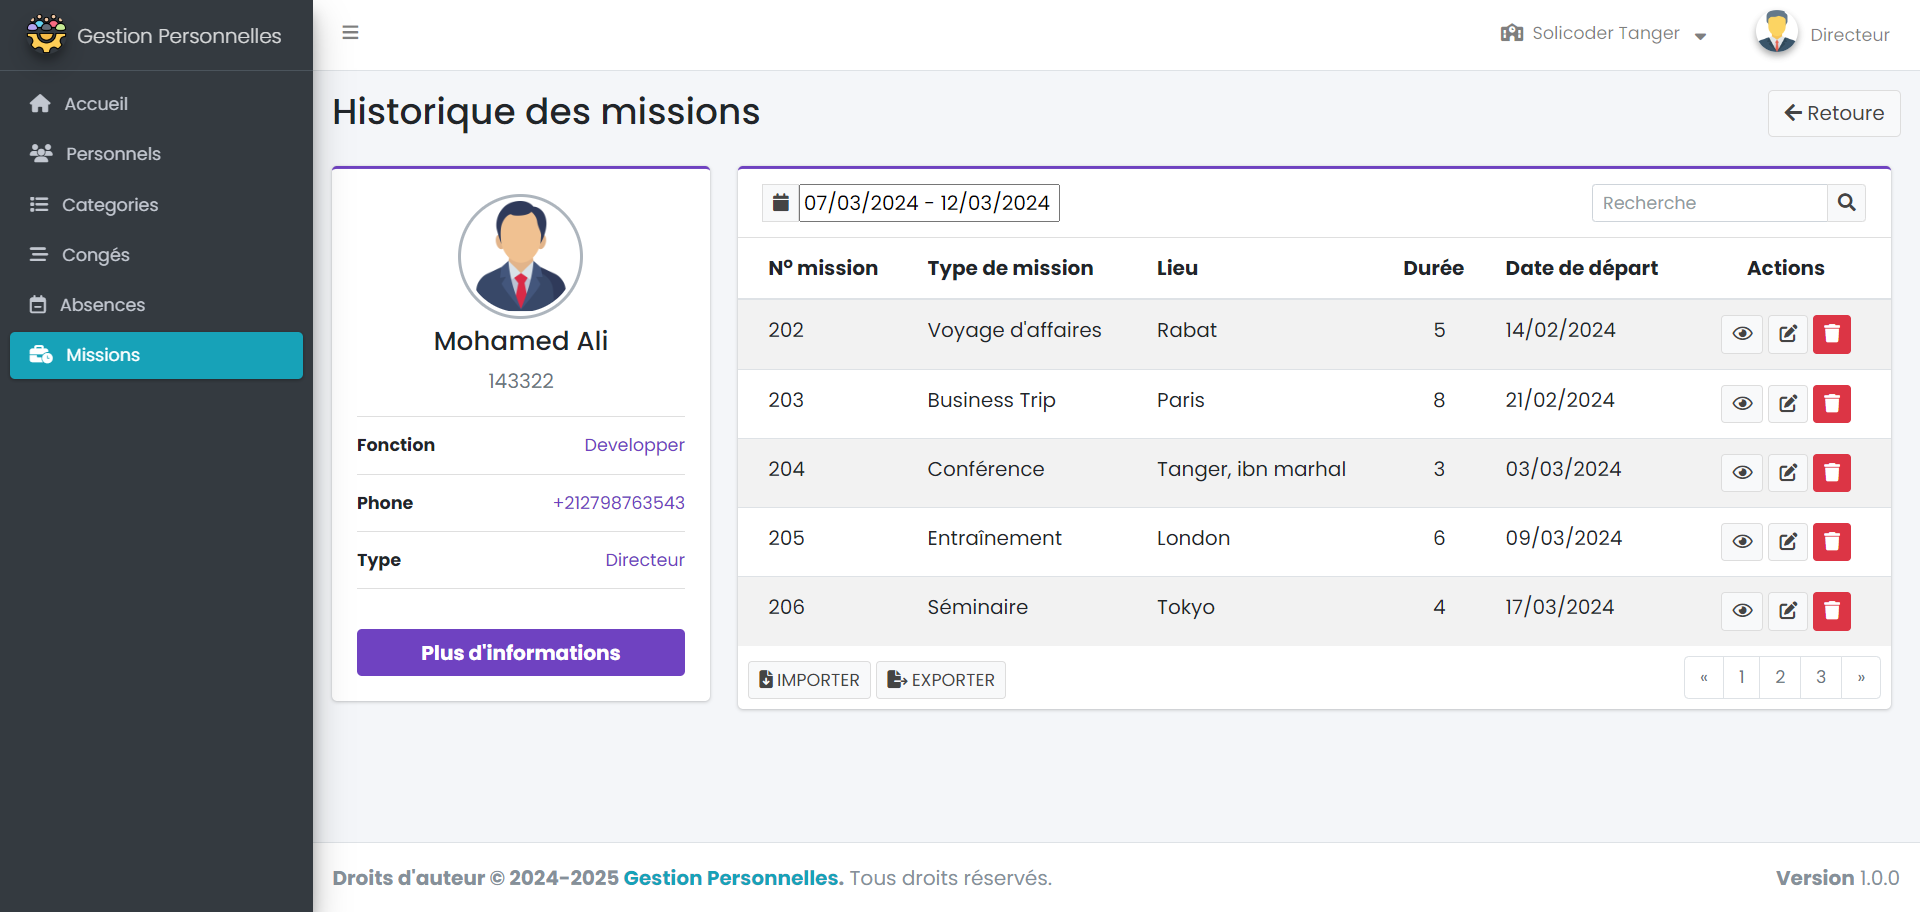 Gestion Personnelles
Solicoder Tanger
Directeur
Accueil
Personnels
Categories
Congés
Absences
Missions
Historique des missions
Retoure
Mohamed Ali
143322
Fonction Developper
Phone +212798763543
Type Directeur
Plus d'informations
07/03/2024 - 12/03/2024
Recherche
Nº mission Type de mission Lieu Durée Date de départ Actions
202 Voyage d'affaires Rabat 5 14/02/2024
203 Business Trip Paris 8 21/02/2024
204 Conférence Tanger, ibn marhal 3 03/03/2024
205 Entraînement London 6 09/03/2024
206 Séminaire Tokyo 4 17/03/2024
IMPORTER EXPORTER
« 1 2 3 »
Droits d'auteur © 2024-2025 Gestion Personnelles. Tous droits réservés.
Version 1.0.0